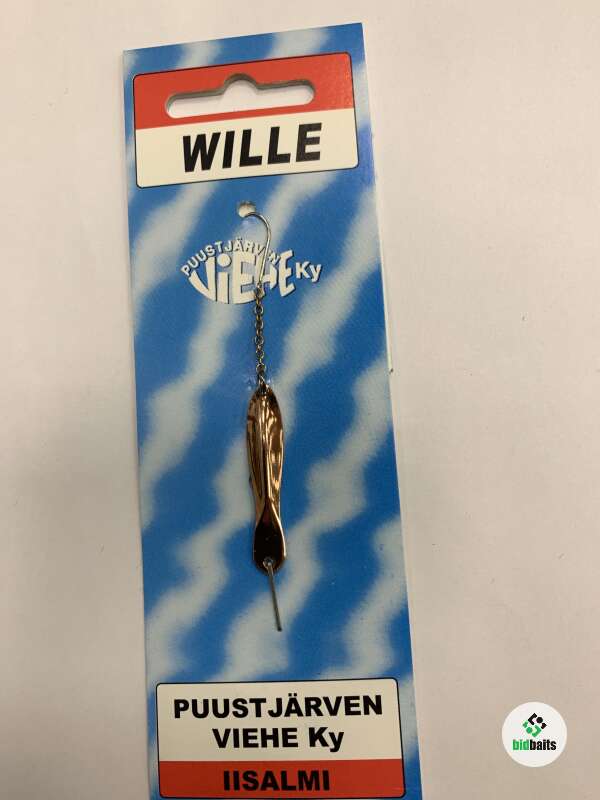 WILLE
PUUSTJÄRVEN
VIEHE Ky
PUUSTJÄRVEN
VIEHE Ky
IISALMI
bidbaits